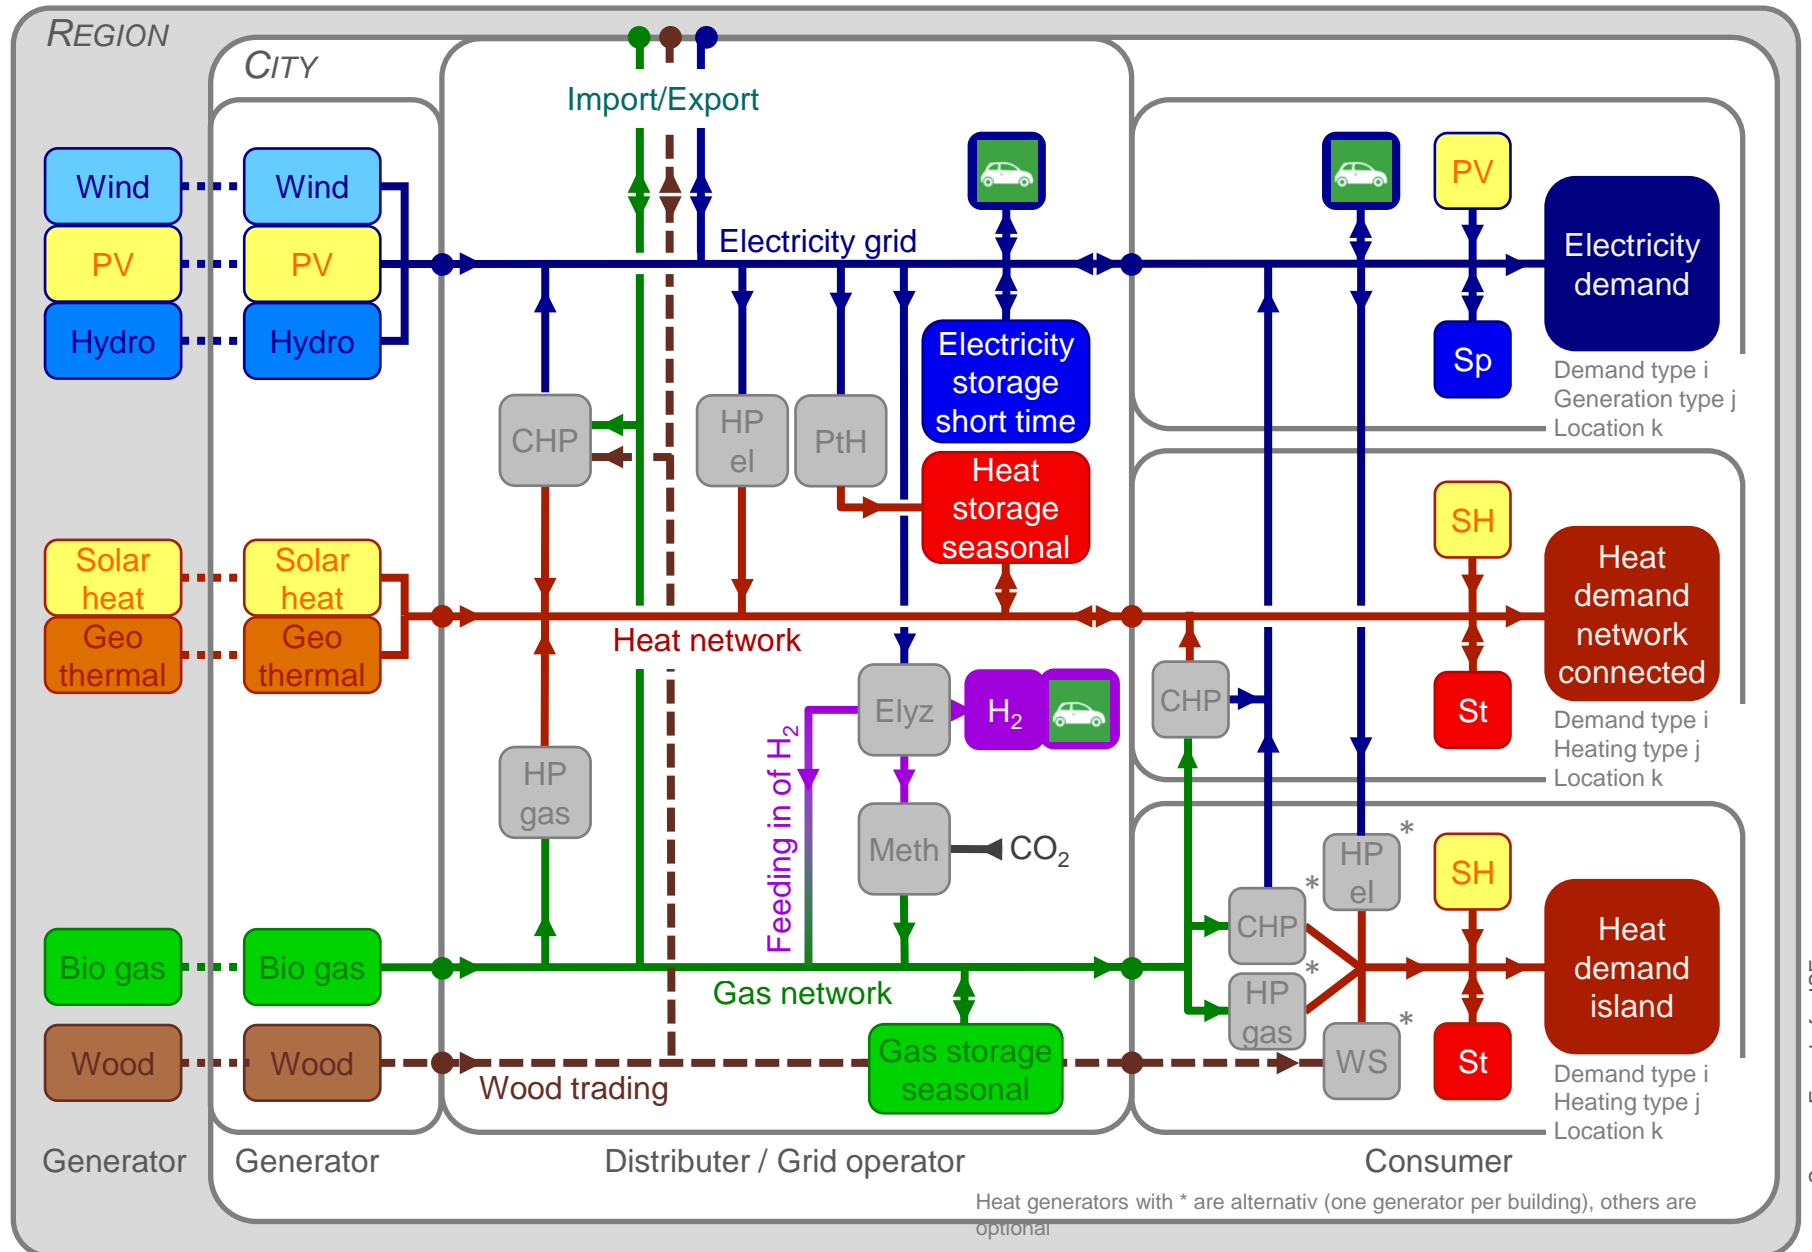 REGION
CITY
Import/Export
Wind
Wind
PV
PV
Hydro
Hydro
Electricity grid
PV
Electricity
demand
Sp
Demand type i
Generation type j
Location k
Electricity
storage
short time
CHP
HP
el
PtH
Heat
storage
seasonal
SH
Solar
heat
Solar
heat
Geo
thermal
Geo
thermal
Heat network
Heat
demand
network
connected
CHP
St
Demand type i
Heating type j
Location k
Elyz
H2
Feeding in of H2
HP
gas
Meth
CO2
HP
el
*
SH
CHP
*
Heat
demand
island
Bio gas
Bio gas
Gas network
HP
gas
*
Wood
Wood
Wood trading
Gas storage
seasonal
WS
*
St
Demand type i
Heating type j
Location k
Generator
Generator
Distributer / Grid operator
Consumer
Heat generators with * are alternativ (one generator per building), others are
optional